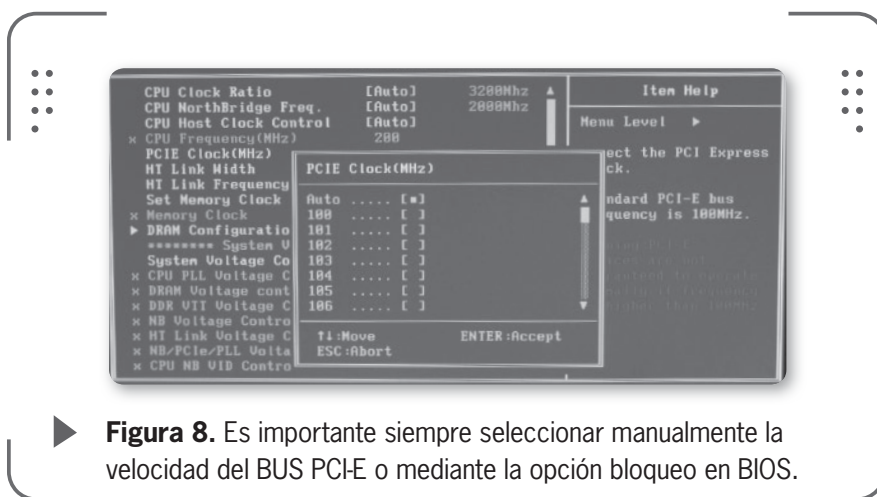 CPU Clock Ratio [Auto] 3200Mhz
CPU NorthBridge Freq. [Auto] 2000Mhz
CPU Host Clock Control [Auto]
x CPU Frequency(MHz) 200
PCIE Clock(MHz)
HT Link Width
HT Link Frequency
Set Memory Clock
x Memory Clock
▶ DRAM Configuratio
******** System V
System Voltage Co
x CPU PLL Voltage C
x DRAM Voltage cont
x DDR VTT Voltage C
x NB Voltage Contro
x HT Link Voltage C
x NB/PCIe/PLL Volta
x CPU NB VID Contro
PCIE Clock(MHz)
Auto ..... [■]
100 ..... [ ]
101 ..... [ ]
102 ..... [ ]
103 ..... [ ]
104 ..... [ ]
105 ..... [ ]
106 ..... [ ]
↑↓:Move ENTER:Accept
ESC:Abort
Item Help
Menu Level ▶
ect the PCI Express
ck.
ndard PCI-E bus
quency is 100MHz.
higher than 100MHz
Figura 8. Es importante siempre seleccionar manualmente la
velocidad del BUS PCI-E o mediante la opción bloqueo en BIOS.